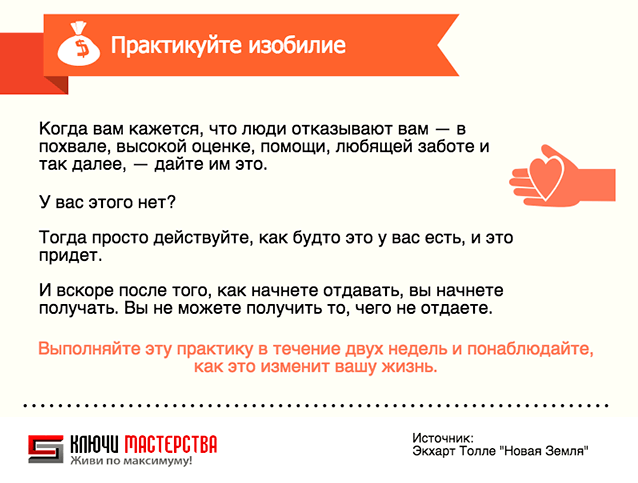 Практикуйте изобилие
Когда вам кажется, что люди отказывают вам — в
похвале, высокой оценке, помощи, любящей заботе и
так далее, — дайте им это.
У вас этого нет?
Тогда просто действуйте, как будто это у вас есть, и это
придет.
И вскоре после того, как начнете отдавать, вы начнете
получать. Вы не можете получить то, чего не отдаете.
Выполняйте эту практику в течение двух недель и понаблюдайте,
как это изменит вашу жизнь.
КЛЮЧИ МАСТЕРСТВА
Живи по максимуму!
Источник:
Экхарт Толле "Новая Земля"